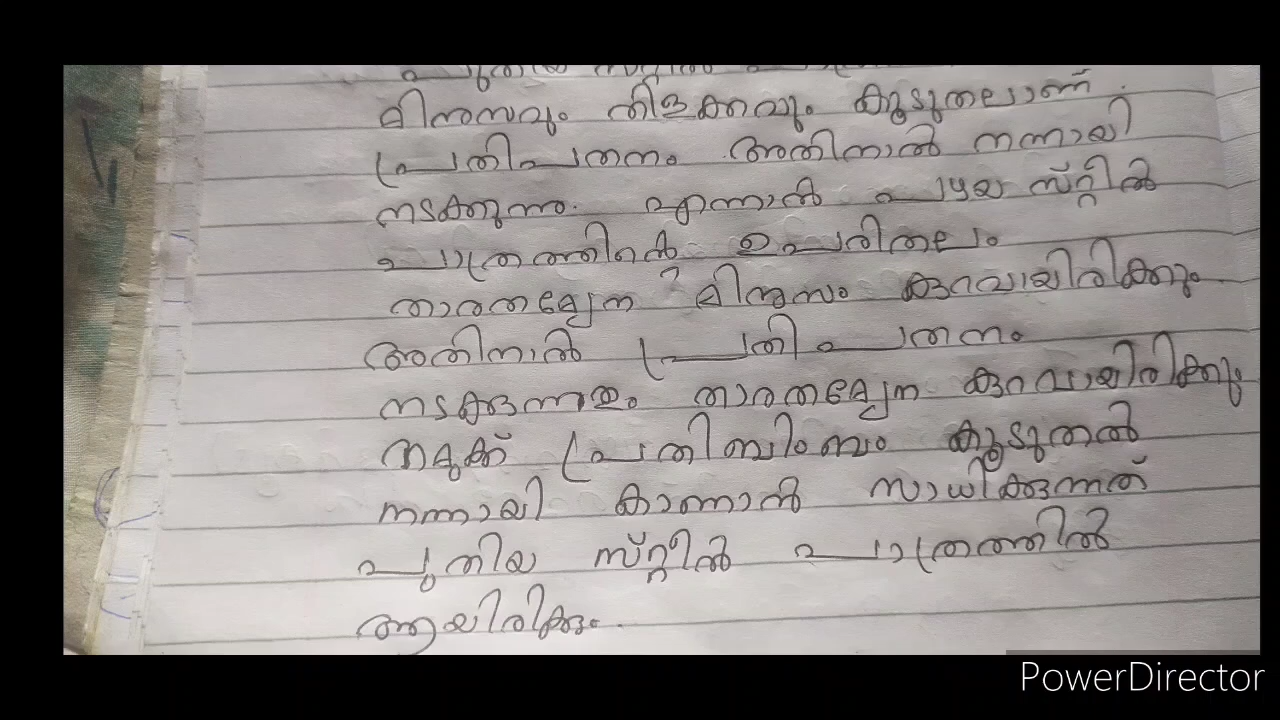 മിനുസവും തിളക്കവും കൂടുതലാണ്.
പ്രതിപതനം അതിനാൽ നന്നായി
നടക്കുന്നു. എന്നാൽ പഴയ സ്റ്റീൽ
പാത്രത്തിൻ ഉപരിതലം
താരതമ്യേന മിനുസം കുറവായിരിക്കും
അതിനാൽ പ്രതിപതനം
നടക്കുന്നതും താരതമ്യേന കുറവായിരിക്കും
നമുക്ക് പ്രതിബിംബം കൂടുതൽ
നന്നായി കാണാൻ സാധിക്കുന്നത്
പുതിയ സ്റ്റീൽ പാത്രത്തിൽ
ആയിരിക്കും.
PowerDirector